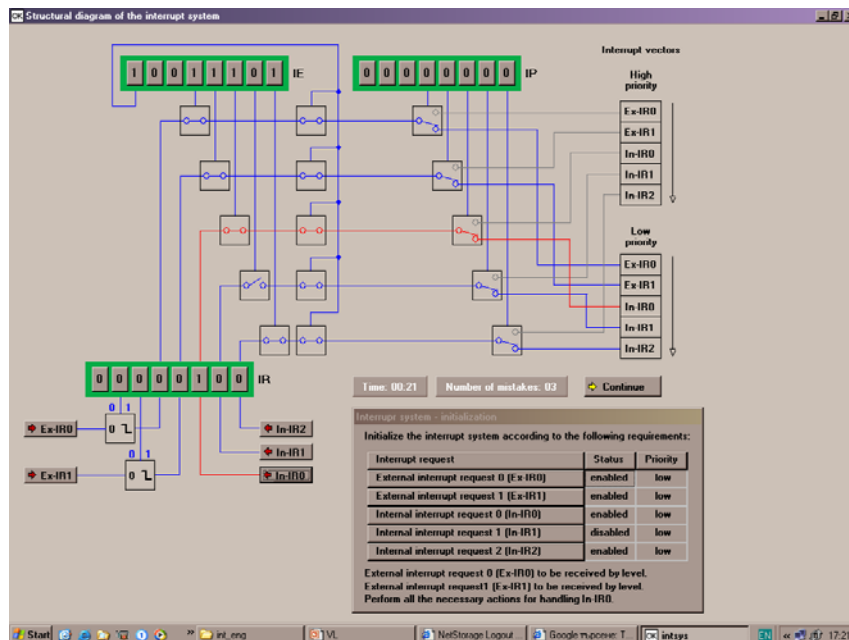 Structural diagram of the interrupt system
1 0 0 1 1 1 0 1 IE
0 0 0 0 0 0 0 0 IP
Interrupt vectors
High
priority
Ex-IR0
Ex-IR1
In-IR0
In-IR1
In-IR2
Low
priority
Ex-IR0
Ex-IR1
In-IR0
In-IR1
In-IR2
0 0 0 0 0 1 0 0 IR
Time: 00:21 Number of mistakes: 03 Continue
0 1
Ex-IR0 0 In-IR2
0 1
In-IR1
Ex-IR1 0 In-IR0
Interrupr system - initialization
Initialize the interrupt system according to the following requirements:
Interrupt request Status Priority
External interrupt request 0 (Ex-IR0) enabled low
External interrupt request 1 (Ex-IR1) enabled low
Internal interrupt request 0 (In-IR0) enabled low
Internal interrupt request 1 (In-IR1) disabled low
Internal interrupt request 2 (In-IR2) enabled low
External interrupt request 0 (Ex-IR0) to be received by level.
External interrupt request1 (Ex-IR1) to be received by level.
Perform all the necessary actions for handling In-IR0.
Start » int_eng VL NetStorage Logout ... Google търсене: T... intsys EN « 17:2